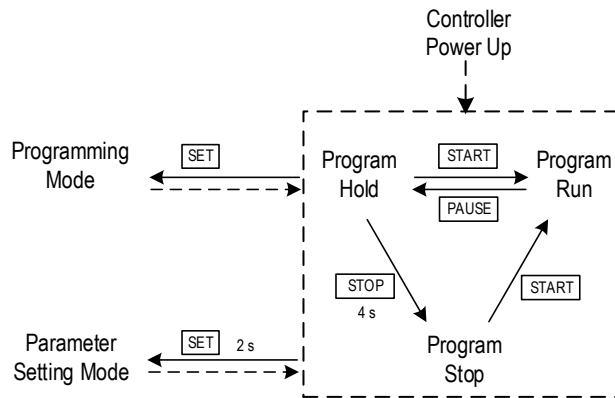 Controller
Power Up
Programming
Mode
SET
Program
Hold
START
PAUSE
Program
Run
STOP
4 s
START
Parameter
Setting Mode
SET 2 s
Program
Stop